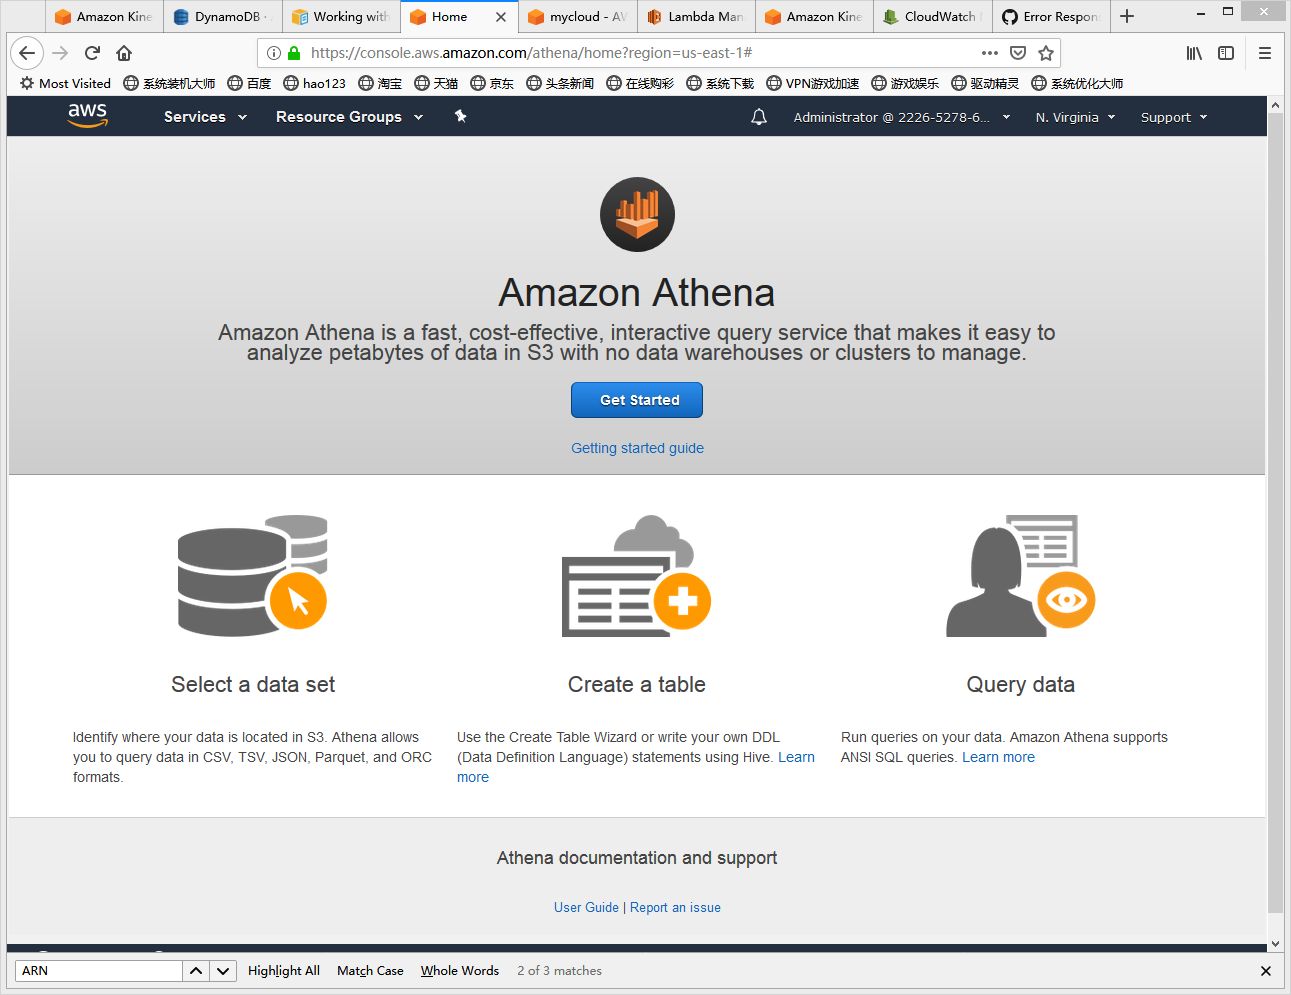 Amazon Kine
DynamoDB · A
Working with
Home
mycloud - AW
Lambda Man
Amazon Kine
CloudWatch
Error Respon
https://console.aws.amazon.com/athena/home?region=us-east-1#
Most Visited 系统装机大师 百度 hao123 淘宝 天猫 京东 头条新闻 在线购彩 系统下载 VPN游戏加速 游戏娱乐 驱动精灵 系统优化大师
aws Services Resource Groups Administrator @ 2226-5278-6... N. Virginia Support
Amazon Athena
Amazon Athena is a fast, cost-effective, interactive query service that makes it easy to
analyze petabytes of data in S3 with no data warehouses or clusters to manage.
Get Started
Getting started guide
Select a data set
Identify where your data is located in S3. Athena allows
you to query data in CSV, TSV, JSON, Parquet, and ORC
formats.
Create a table
Use the Create Table Wizard or write your own DDL
(Data Definition Language) statements using Hive. Learn
more
Query data
Run queries on your data. Amazon Athena supports
ANSI SQL queries. Learn more
Athena documentation and support
User Guide | Report an issue
ARN Highlight All Match Case Whole Words 2 of 3 matches